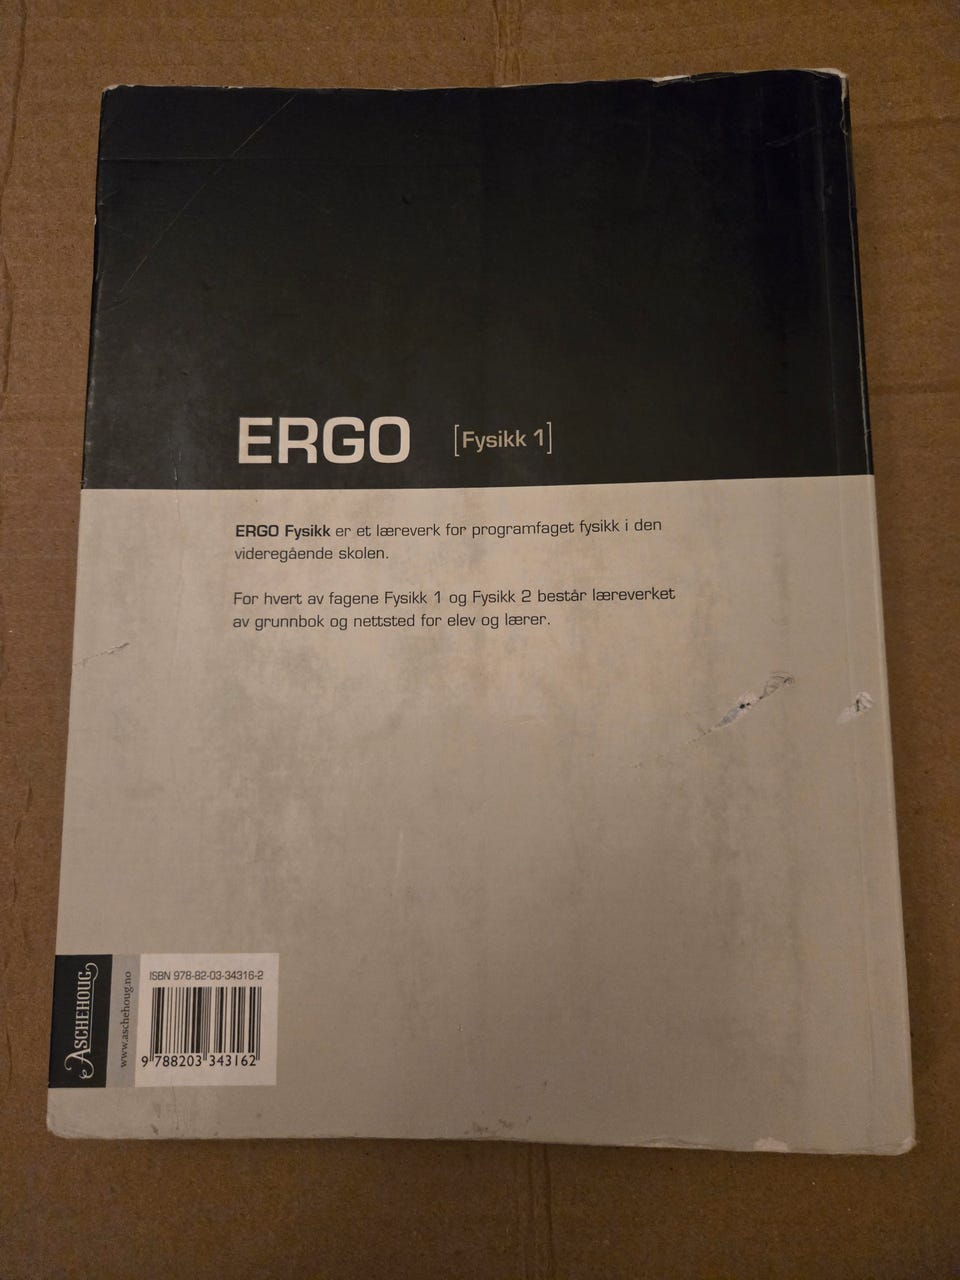 ERGO [Fysikk 1]
ERGO Fysikk er et læreverk for programfaget fysikk i den
videregående skolen.
For hvert av fagene Fysikk 1 og Fysikk 2 består læreverket
av grunnbok og nettsted for elev og lærer.
ASCHEHOUG
www.aschehoug.no
ISBN 978-82-03-34316-2
9 788203 343162